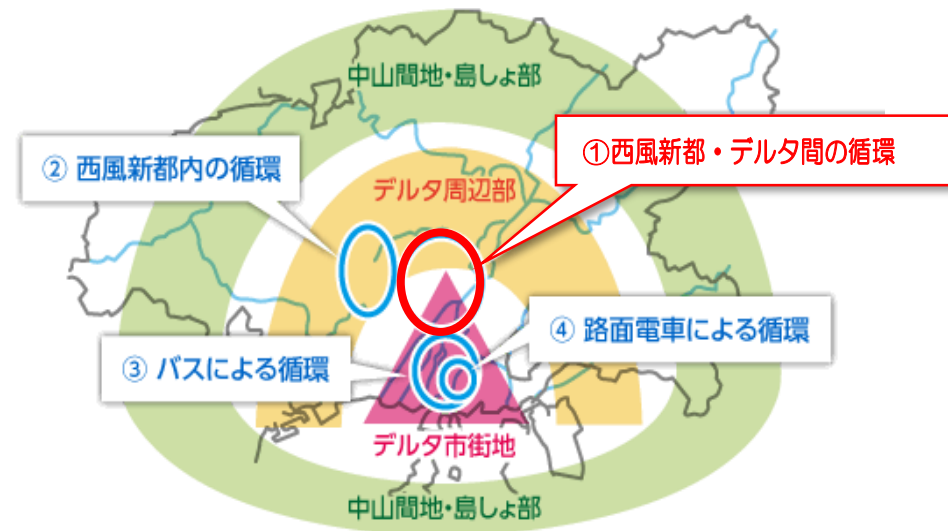 中山間地・島しょ部
①西風新都・デルタ間の循環
② 西風新都内の循環
デルタ周辺部
④ 路面電車による循環
③ バスによる循環
デルタ市街地
中山間地・島しょ部